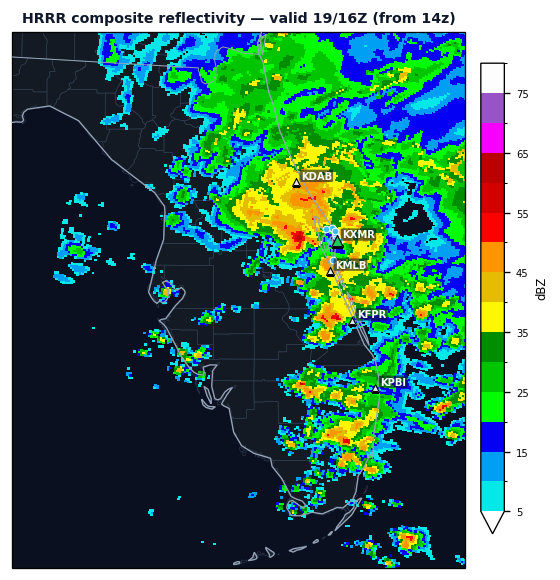 HRRR composite reflectivity — valid 19/16Z (from 14z)
KDAB
KXMR
KMLB
KFPR
KPBI
75
65
55
45
35
25
15
5
dBZ